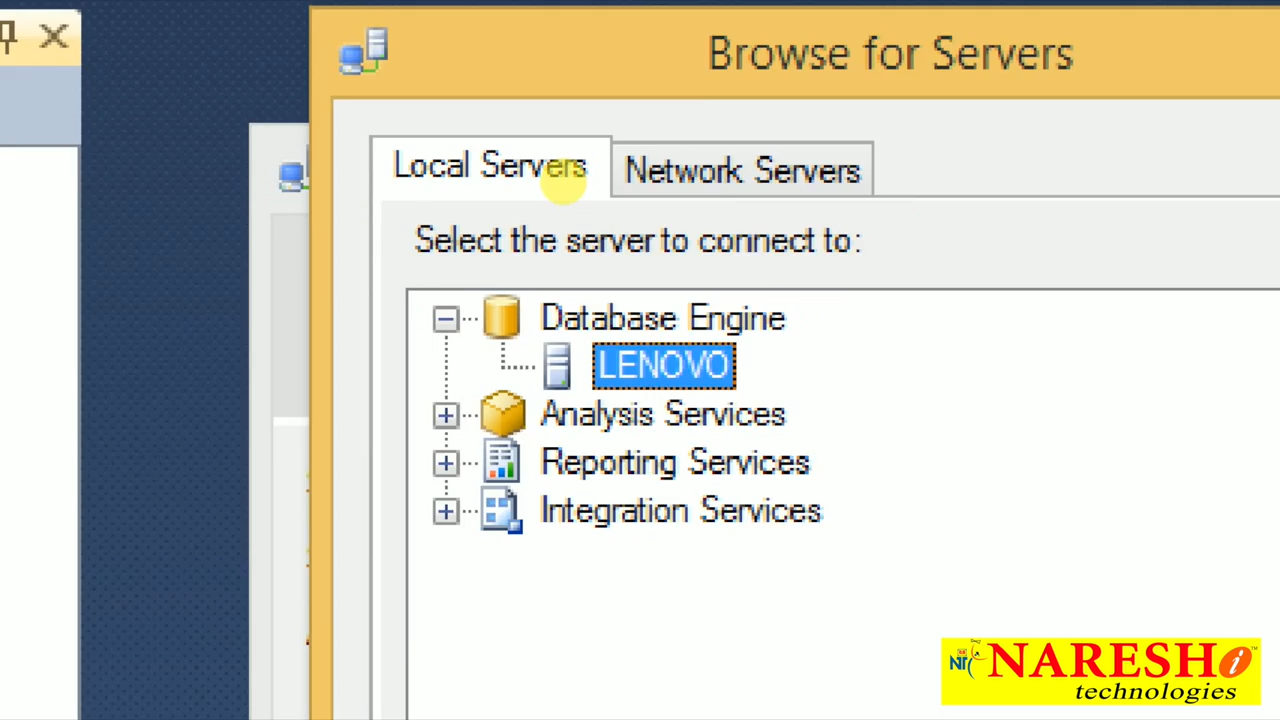 Browse for Servers
Local Servers
Network Servers
Select the server to connect to:
Database Engine
LENOVO
Analysis Services
Reporting Services
Integration Services
NARESH i
technologies